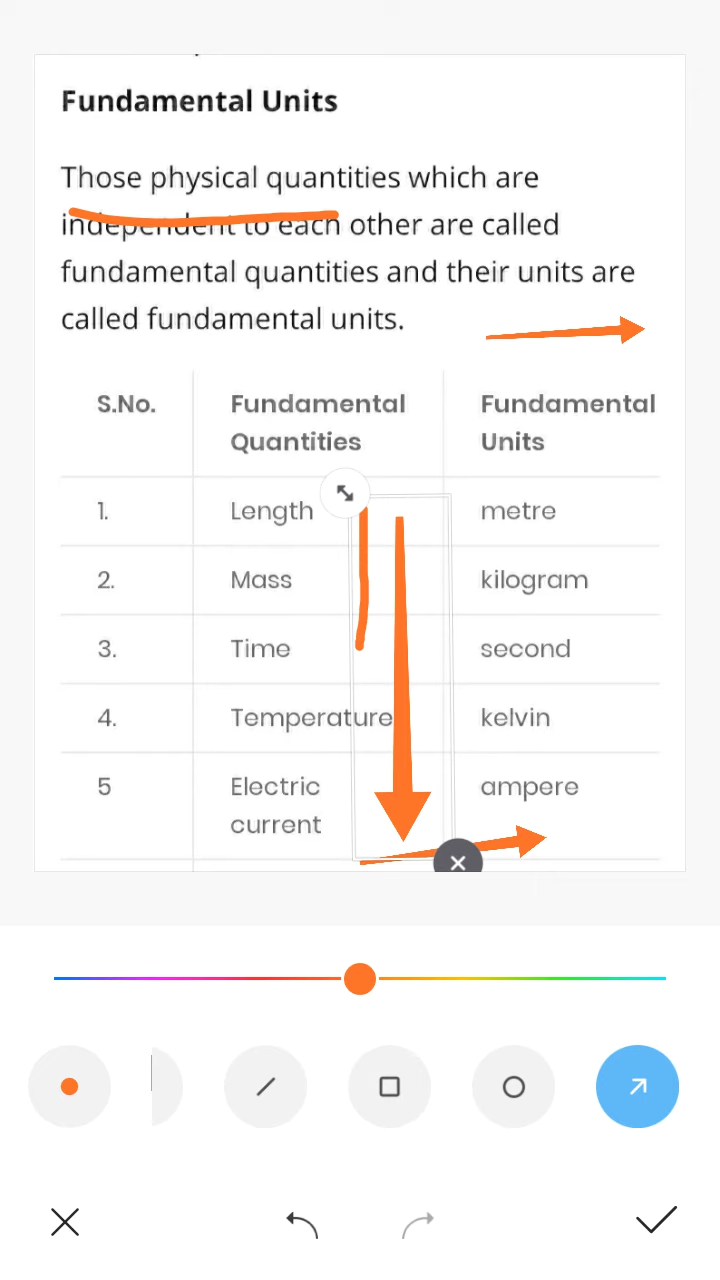 Fundamental Units
Those physical quantities which are
independent to each other are called
fundamental quantities and their units are
called fundamental units.
S.No. Fundamental Quantities Fundamental Units
1. Length metre
2. Mass kilogram
3. Time second
4. Temperature kelvin
5 Electric current ampere